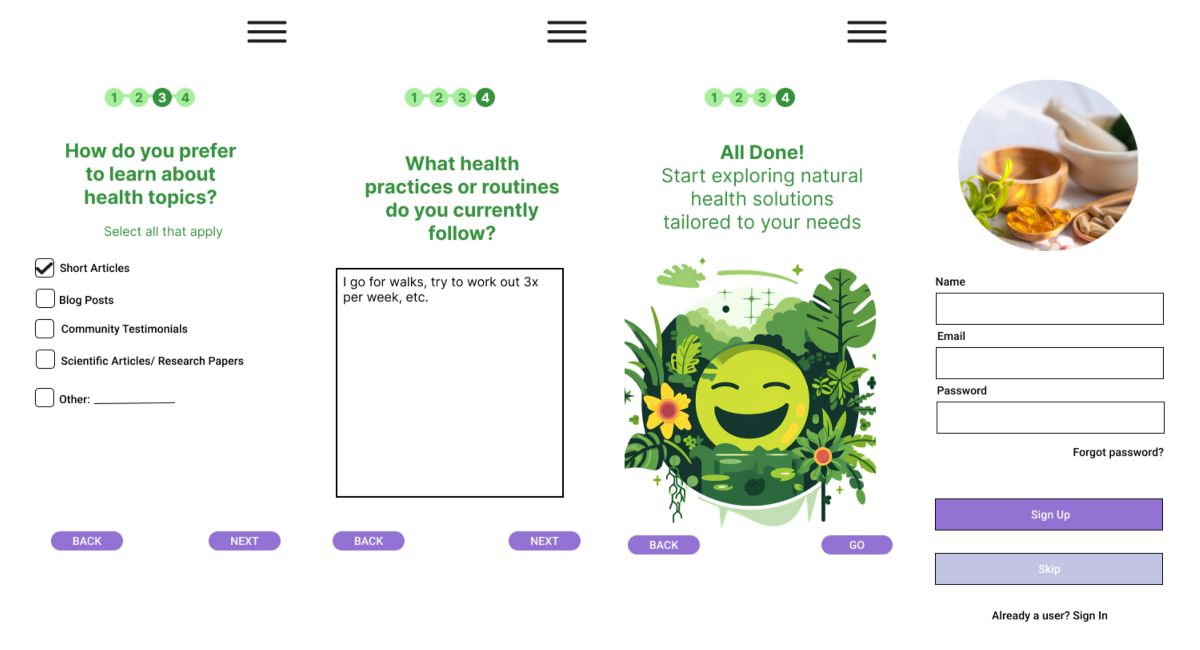 1 2 3 4
How do you prefer
to learn about
health topics?
Select all that apply
Short Articles
Blog Posts
Community Testimonials
Scientific Articles/ Research Papers
Other: ____________
BACK NEXT
1 2 3 4
What health
practices or routines
do you currently
follow?
I go for walks, try to work out 3x
per week, etc.
BACK NEXT
1 2 3 4
All Done!
Start exploring natural
health solutions
tailored to your needs
BACK GO
Name
Email
Password
Forgot password?
Sign Up
Skip
Already a user? Sign In